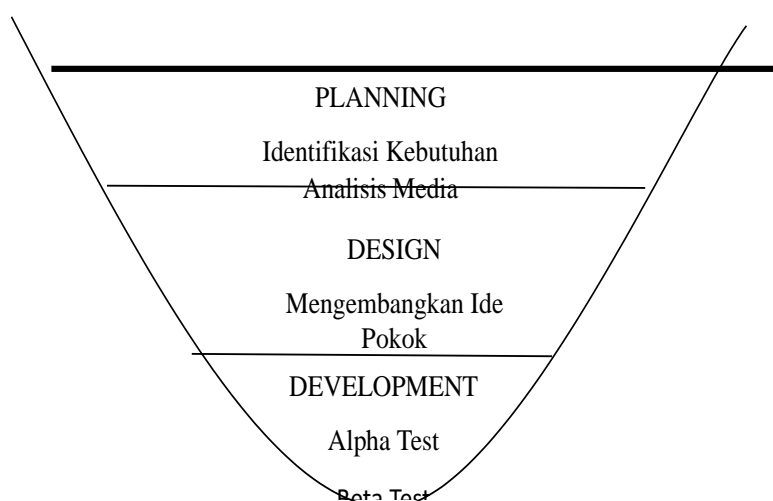 PLANNING
Identifikasi Kebutuhan
Analisis Media
DESIGN
Mengembangkan Ide
Pokok
DEVELOPMENT
Alpha Test
Beta Test